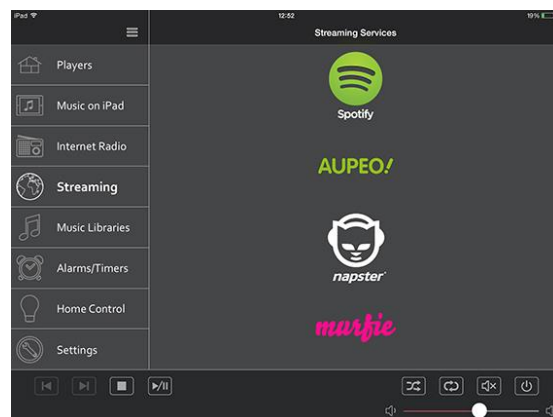 iPad
12:52
19%
Streaming Services
Players
Music on iPad
Internet Radio
Streaming
Music Libraries
Alarms/Timers
Home Control
Settings
Spotify
AUPEO!
napster
murfie